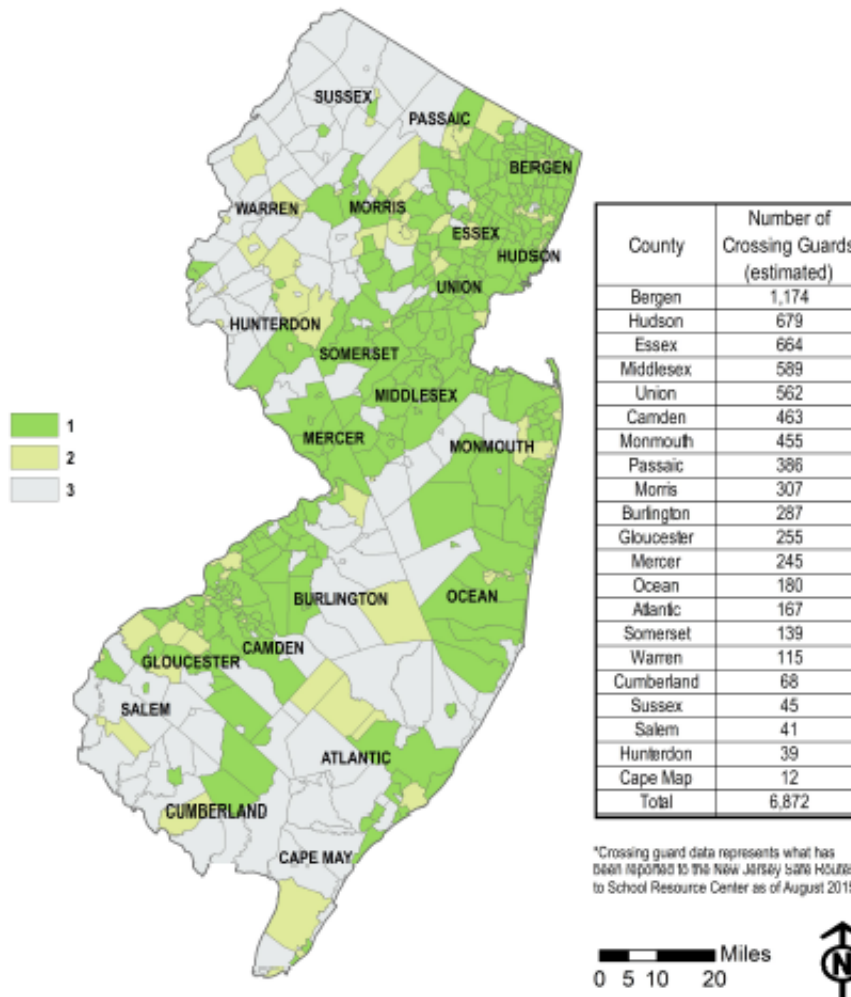 SUSSEX
PASSAIC
BERGEN
WARREN
MORRIS
ESSEX
HUDSON
UNION
HUNTERDON
SOMERSET
MIDDLESEX
MERCER
MONMOUTH
1
2
3
BURLINGTON
OCEAN
CAMDEN
GLOUCESTER
SALEM
ATLANTIC
CUMBERLAND
CAPE MAY
County Number of Crossing Guards (estimated)
Bergen 1,174
Hudson 679
Essex 664
Middlesex 589
Union 562
Camden 463
Monmouth 455
Passaic 386
Morris 307
Burlington 287
Gloucester 255
Mercer 245
Ocean 180
Atlantic 167
Somerset 139
Warren 115
Cumberland 68
Sussex 45
Salem 41
Hunterdon 39
Cape Map 12
Total 6,872
*Crossing guard data represents what has
been reported to the New Jersey Safe Routes
to School Resource Center as of August 2015
Miles
0 5 10 20
N